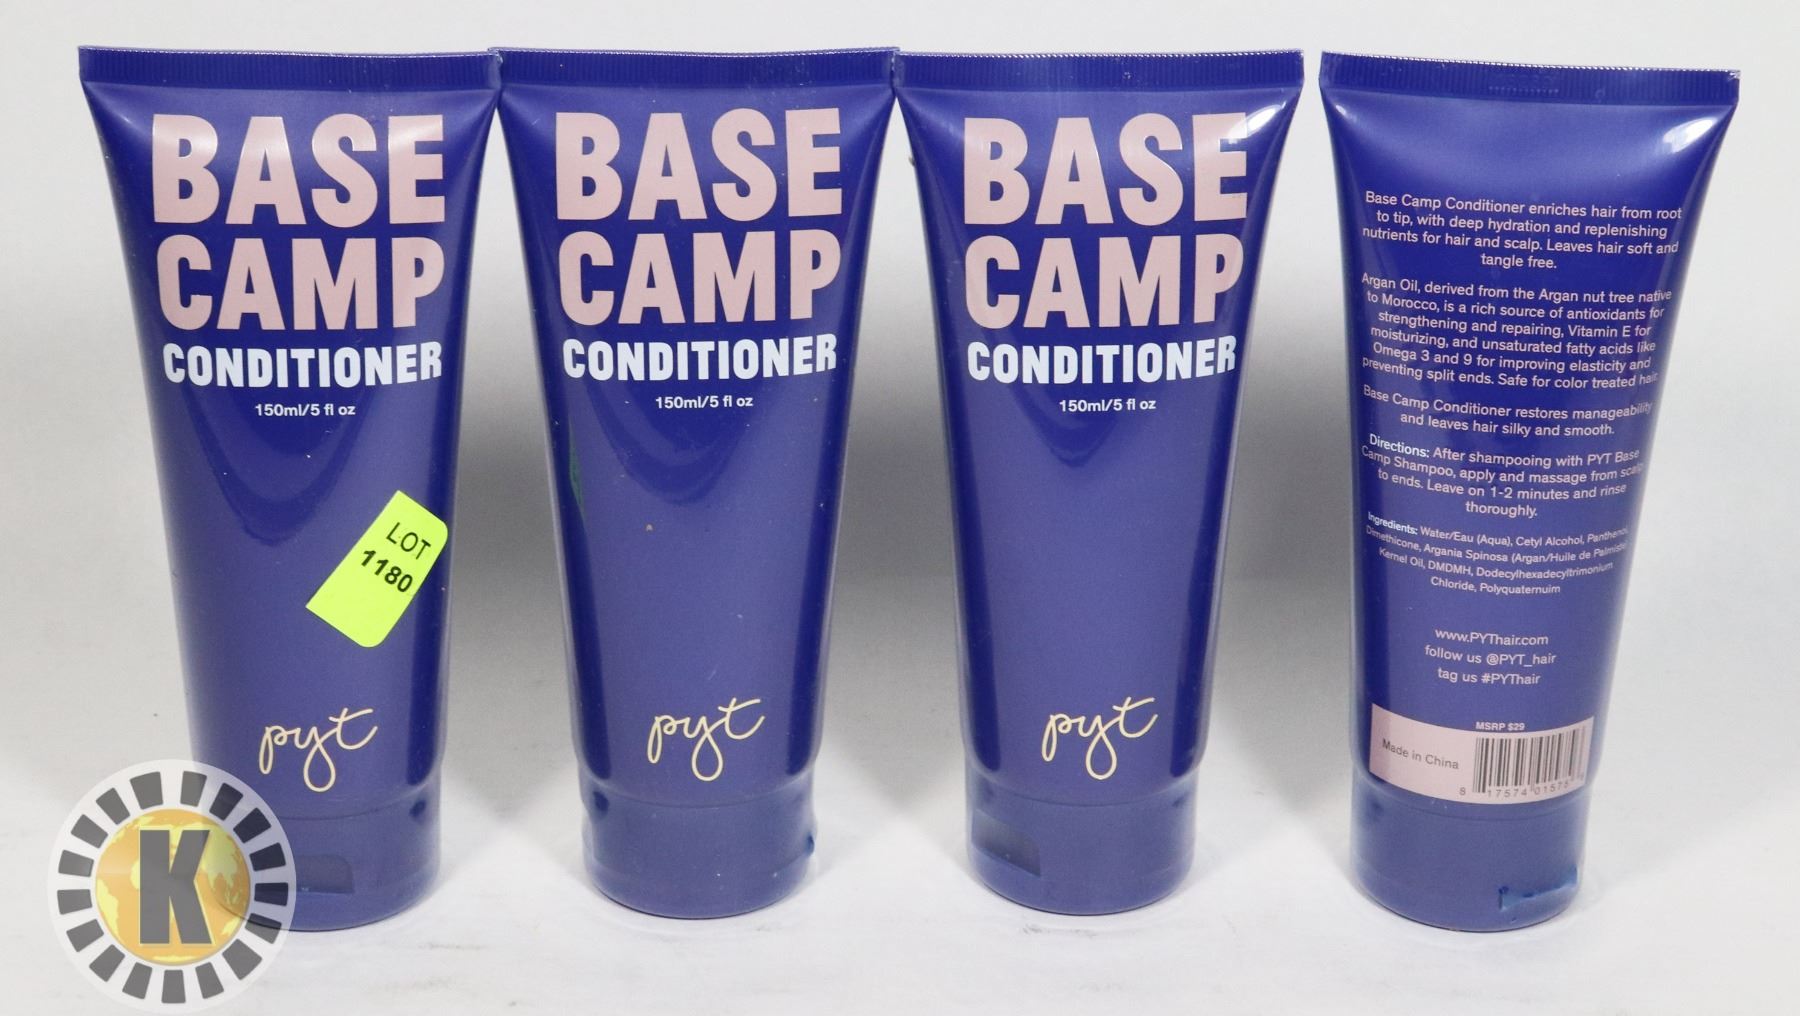 BASE
CAMP
CONDITIONER
150ml/5 fl oz
LOT
1180
pyt
BASE
CAMP
CONDITIONER
150ml/5 fl oz
pyt
BASE
CAMP
CONDITIONER
150ml/5 fl oz
pyt
Base Camp Conditioner enriches hair from root
to tip, with deep hydration and replenishing
nutrients for hair and scalp. Leaves hair soft and
tangle free.
Argan Oil, derived from the Argan nut tree native
to Morocco, is a rich source of antioxidants for
strengthening and repairing, Vitamin E for
moisturizing, and unsaturated fatty acids like
Omega 3 and 9 for improving elasticity and
preventing split ends. Safe for color treated hair.
Base Camp Conditioner restores manageability
and leaves hair silky and smooth.
Directions: After shampooing with PYT Base
Camp Shampoo, apply and massage from scalp
to ends. Leave on 1-2 minutes and rinse
thoroughly.
Ingredients: Water/Eau (Aqua), Cetyl Alcohol, Panthenol,
Dimethicone, Argania Spinosa (Argan/Huile de Palmiste)
Kernel Oil, DMDMH, Dodecylhexadecyltrimonium
Chloride, Polyquaternuim
www.PYThair.com
follow us @PYT_hair
tag us #PYThair
MSRP $29
Made in China
8 17574 01575
K